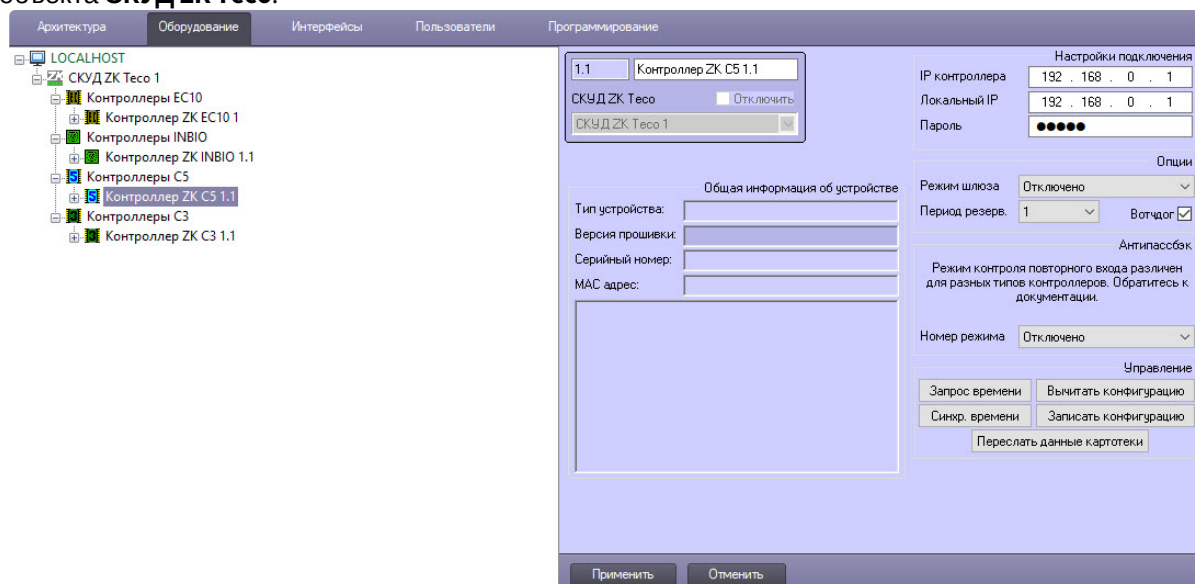 объекта СКУД ZK Teco.
Архитектура Оборудование Интерфейсы Пользователи Программирование
LOCALHOST
СКУД ZK Teco 1
Контроллеры EC10
Контроллер ZK EC10 1
Контроллеры INBIO
Контроллер ZK INBIO 1.1
Контроллеры C5
Контроллер ZK C5 1.1
Контроллеры C3
Контроллер ZK C3 1.1
1.1 Контроллер ZK C5 1.1
СКУД ZK Teco Отключить
СКУД ZK Teco 1
Общая информация об устройстве
Тип устройства:
Версия прошивки:
Серийный номер:
MAC адрес:
Настройки подключения
IP контроллера 192 . 168 . 0 . 1
Локальный IP 192 . 168 . 0 . 1
Пароль ●●●●●
Опции
Режим шлюза Отключено
Период резерв. 1 Вотчдог
Антипассбэк
Режим контроля повторного входа различен
для разных типов контроллеров. Обратитесь к
документации.
Номер режима Отключено
Управление
Запрос времени Вычитать конфигурацию
Синхр. времени Записать конфигурацию
Переслать данные картотеки
Применить Отменить